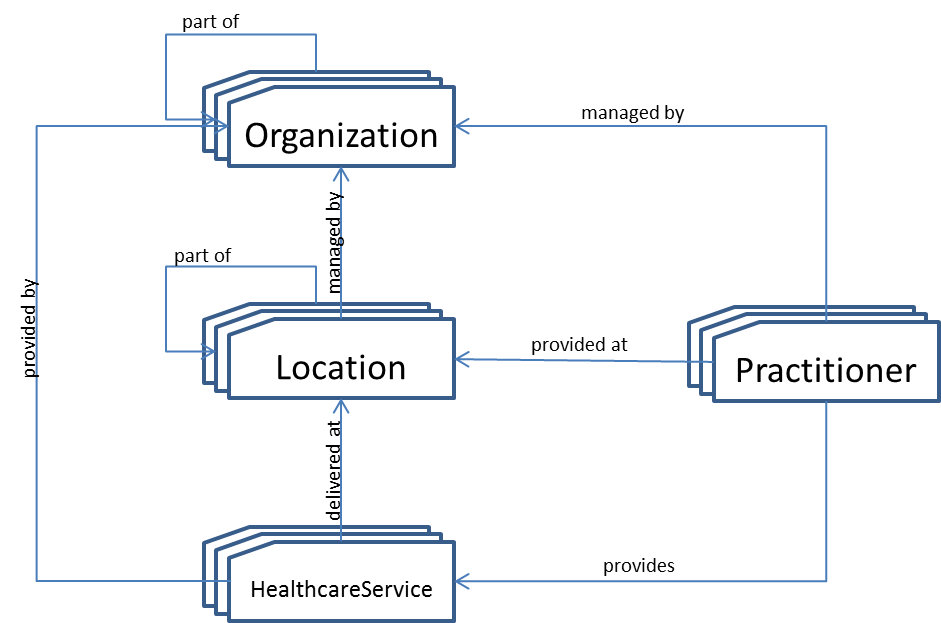 part of
Organization
managed by
managed by
part of
provided by
Location
provided at
Practitioner
delivered at
HealthcareService
provides